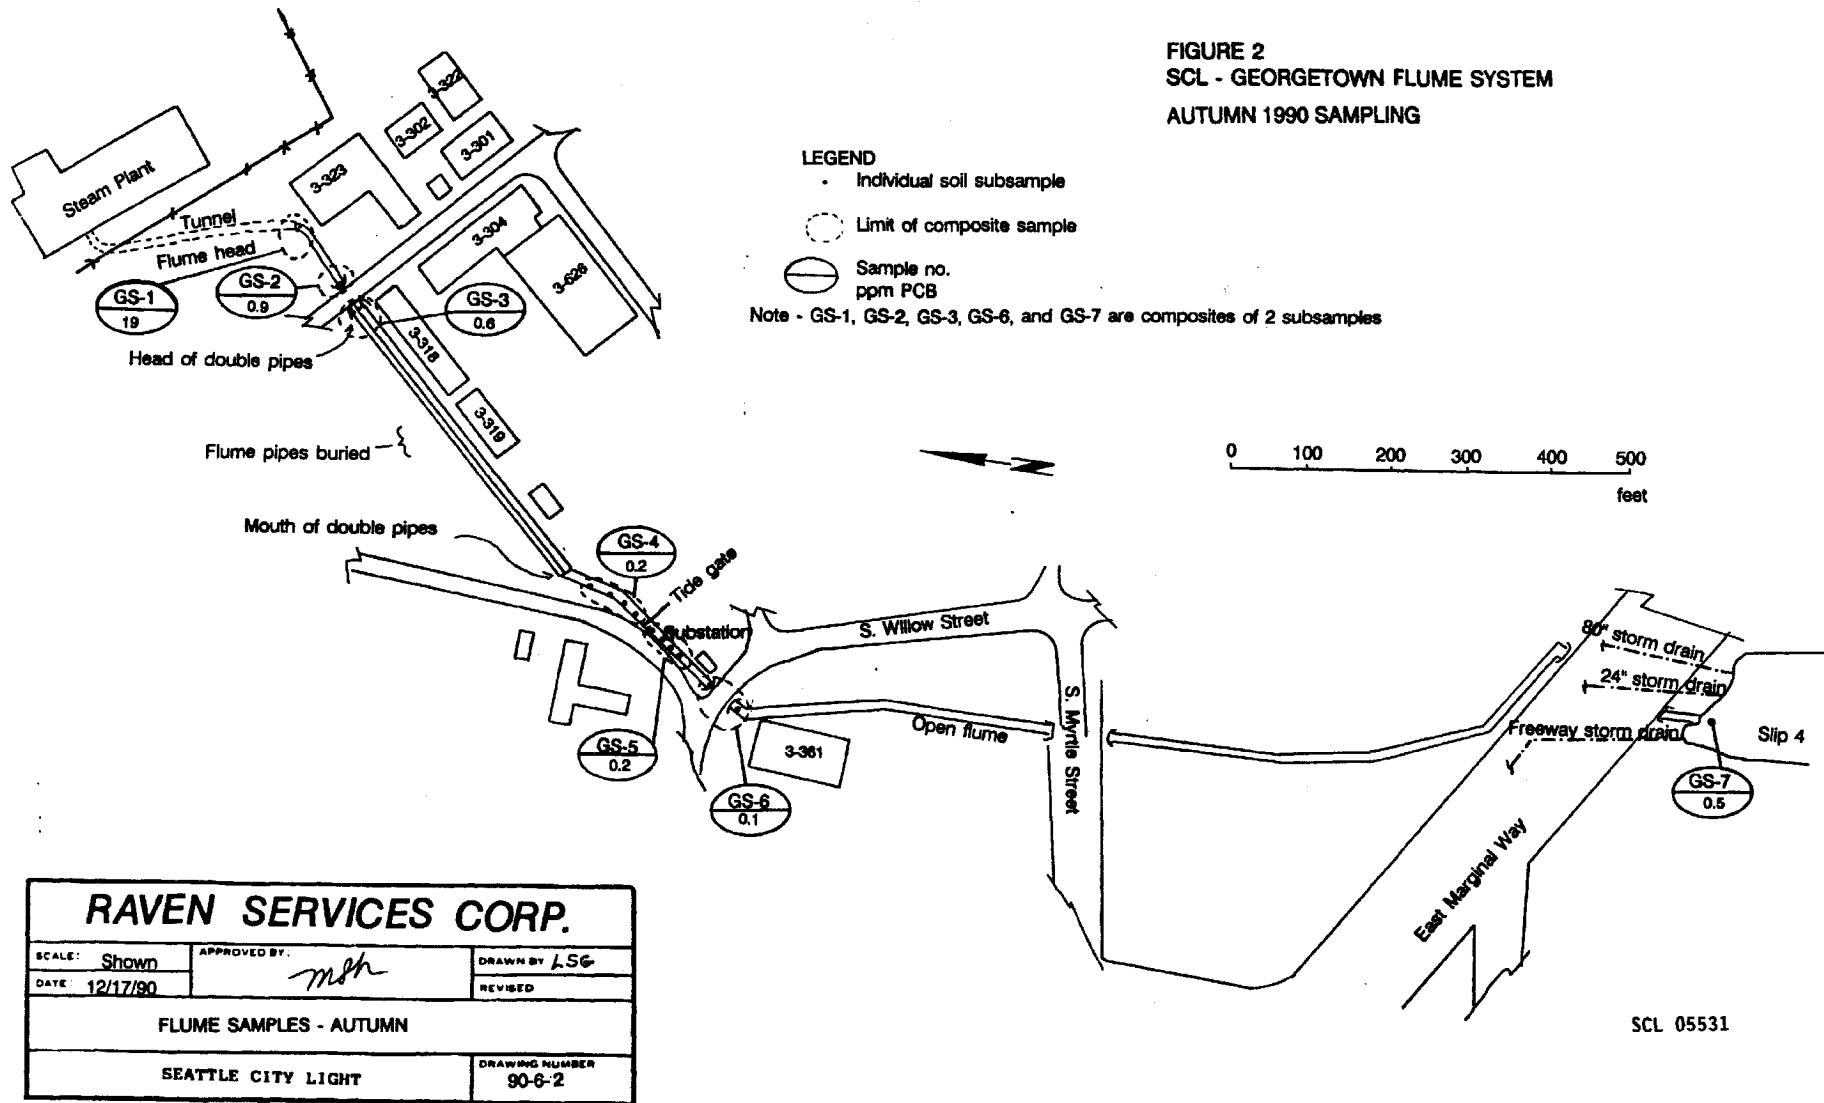 FIGURE 2
SCL - GEORGETOWN FLUME SYSTEM
AUTUMN 1990 SAMPLING
LEGEND
Individual soil subsample
Limit of composite sample
Sample no.
ppm PCB
Note - GS-1, GS-2, GS-3, GS-6, and GS-7 are composites of 2 subsamples
3-322
3-302
3-301
3-323
Steam Plant
Tunnel
Flume head
3-304
3-626
GS-1
19
GS-2
0.9
GS-3
0.6
3-318
Head of double pipes
3-319
Flume pipes buried
0 100 200 300 400 500
feet
Mouth of double pipes
GS-4
0.2
Tide gate
Substation
S. Willow Street
80" storm drain
24" storm drain
S. Myrtle Street
Open flume
Freeway storm drain
Slip 4
GS-5
0.2
3-361
GS-6
0.1
GS-7
0.5
East Marginal Way
RAVEN SERVICES CORP.
SCALE: Shown
APPROVED BY: msh
DRAWN BY LSG
DATE: 12/17/90
REVISED
FLUME SAMPLES - AUTUMN
SEATTLE CITY LIGHT
DRAWING NUMBER
90-6-2
SCL 05531